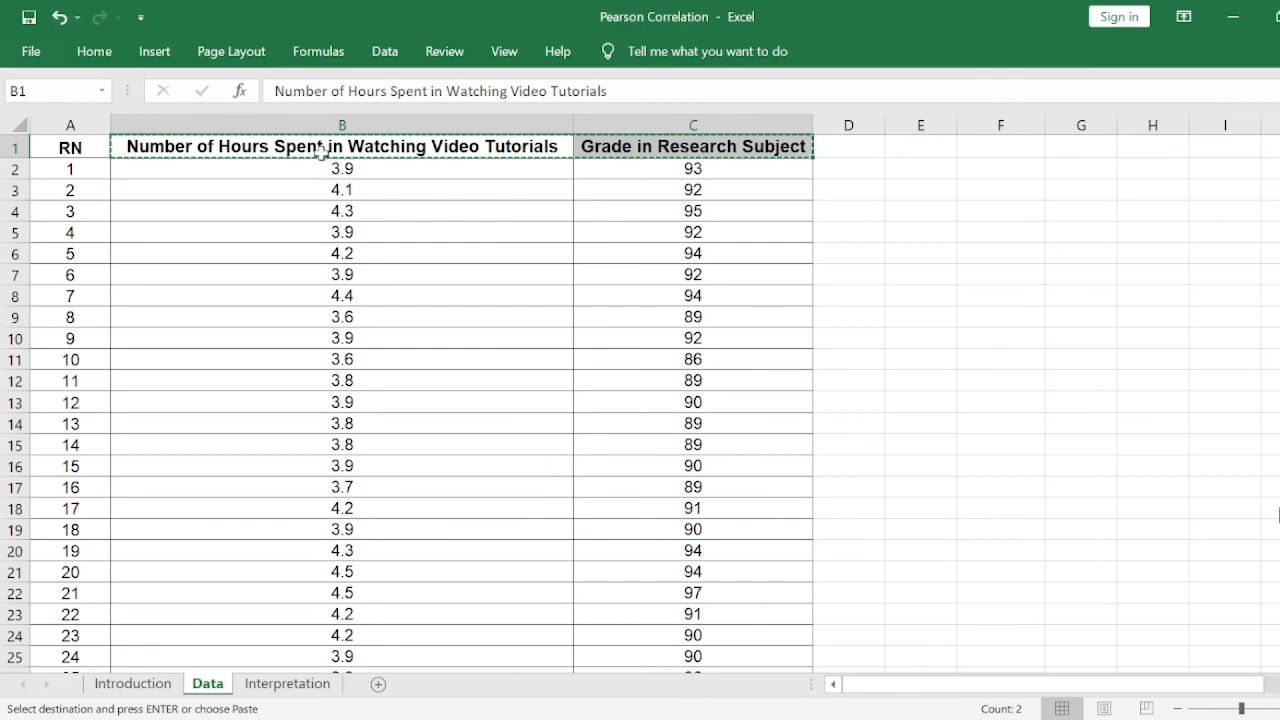 Pearson Correlation - Excel
Sign in
File Home Insert Page Layout Formulas Data Review View Help Tell me what you want to do
B1 fx Number of Hours Spent in Watching Video Tutorials
A B C D E F G H I
1 RN Number of Hours Spent in Watching Video Tutorials Grade in Research Subject
2 1 3.9 93
3 2 4.1 92
4 3 4.3 95
5 4 3.9 92
6 5 4.2 94
7 6 3.9 92
8 7 4.4 94
9 8 3.6 89
10 9 3.9 92
11 10 3.6 86
12 11 3.8 89
13 12 3.9 90
14 13 3.8 89
15 14 3.8 89
16 15 3.9 90
17 16 3.7 89
18 17 4.2 91
19 18 3.9 90
20 19 4.3 94
21 20 4.5 94
22 21 4.5 97
23 22 4.2 91
24 23 4.2 90
25 24 3.9 90
Introduction Data Interpretation
Select destination and press ENTER or choose Paste Count: 2